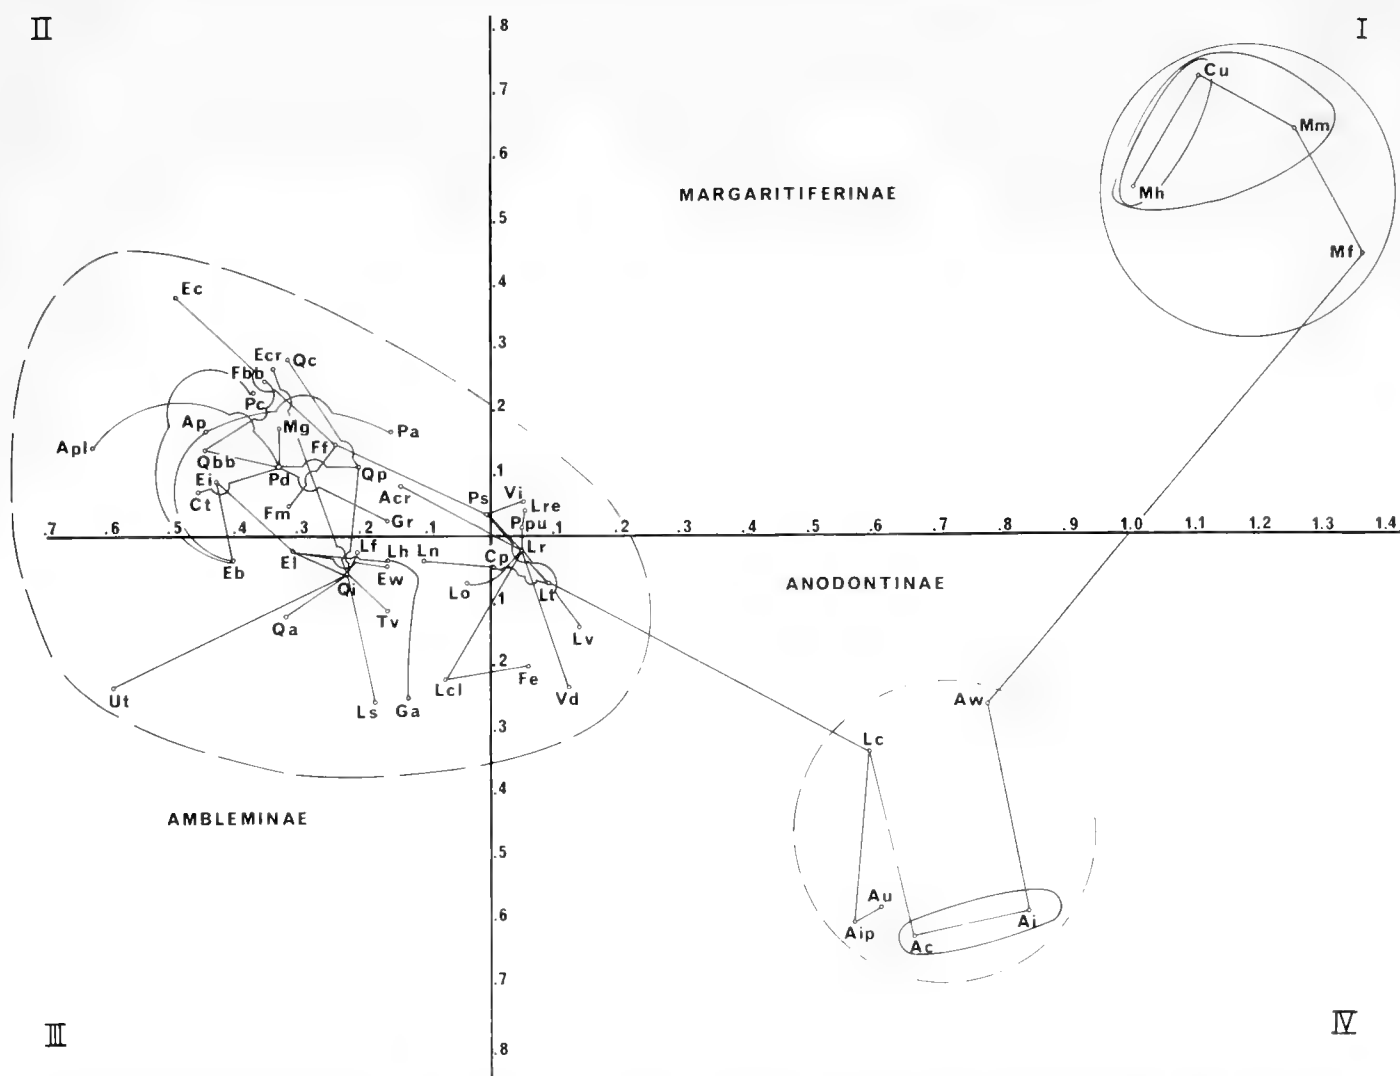 II
I
.8
.7
Cu
Mm
.6
MARGARITIFERINAE
Mh
.5
Mf
.4
Ec
.3
Ecr Qc
Fbb
Pc
.2
Ap
Mg
Pa
Apl
Ff
Qbb
Pd
Qp
.1
Ei
Ct
Fm
Acr
Gr
Ps
Vi
Lre
Ppu
.7 .6 .5 .4 .3 .2 .1 .1 .2 .3 .4 .5 .6 .7 .8 .9 1.0 1.1 1.2 1.3 1.4
Eb
El
Lf
Lh
Ln
Cp
Lr
Ew
Qi
Lo
Lt
.1
ANODONTINAE
Qa
Tv
Lv
.2
Fe
Lcl
Vd
Ut
Ls
Ga
Aw
.3
Lc
.4
AMBLEMINAE
.5
Au
.6
Aip
Ac
Ai
.7
III
IV
.8